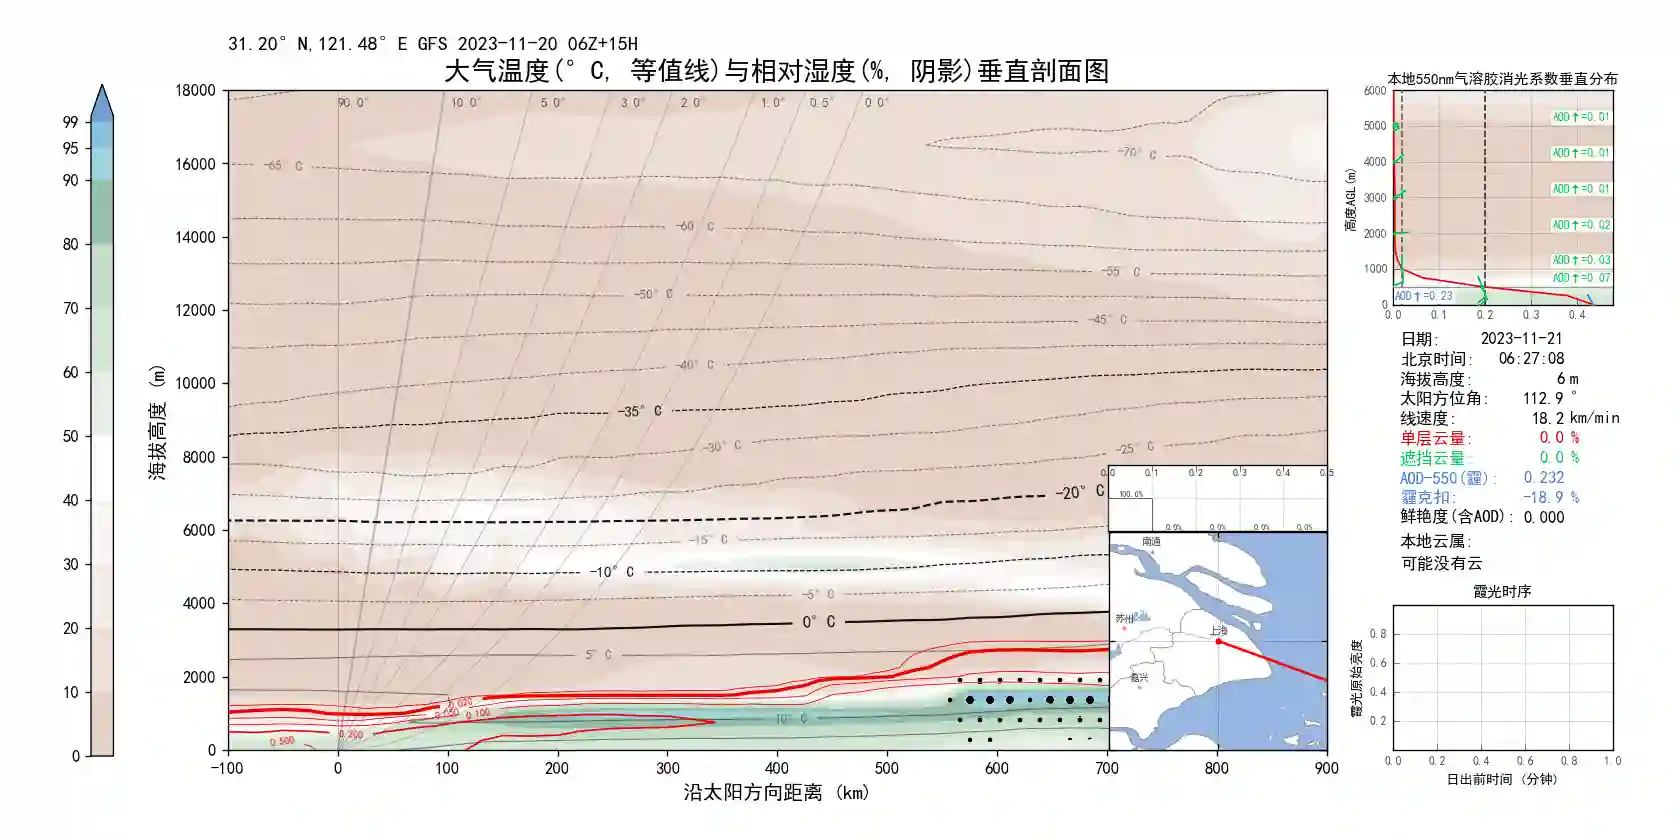 31.20°N,121.48°E GFS 2023-11-20 06Z+15H
大气温度(°C, 等值线)与相对湿度(%, 阴影)垂直剖面图
99
95
90
80
70
60
50
40
30
20
10
0
海拔高度 (m)
18000
16000
14000
12000
10000
8000
6000
4000
2000
0
90.0° 10.0° 5.0° 3.0° 2.0° 1.0° 0.5° 0.0°
-65°C
-70°C
-60°C
-55°C
-50°C
-45°C
-40°C
-35°C
-30°C
-25°C
-20°C
-15°C
-10°C
-5°C
0°C
5°C
10°C
0.020
0.050
0.100
0.200
0.500
-100 0 100 200 300 400 500 600 700 800 900
沿太阳方向距离 (km)
0.0 0.1 0.2 0.3 0.4 0.5
100.0%
0.0% 0.0% 0.0% 0.0%
南通
苏州
上海
嘉兴
本地550nm气溶胶消光系数垂直分布
高度AGL(m)
6000
5000
4000
3000
2000
1000
0
AOD↑=0.01
AOD↑=0.01
AOD↑=0.01
AOD↑=0.02
AOD↑=0.03
AOD↑=0.07
AOD↑=0.23
0.0 0.1 0.2 0.3 0.4
日期: 2023-11-21
北京时间: 06:27:08
海拔高度: 6 m
太阳方位角: 112.9 °
线速度: 18.2 km/min
单层云量: 0.0 %
遮挡云量: 0.0 %
AOD-550(霾): 0.232
霾克扣: -18.9 %
鲜艳度(含AOD): 0.000
本地云属:
可能没有云
霞光时序
霞光原始亮度
0.8
0.6
0.4
0.2
0.0 0.2 0.4 0.6 0.8 1.0
日出前时间 (分钟)